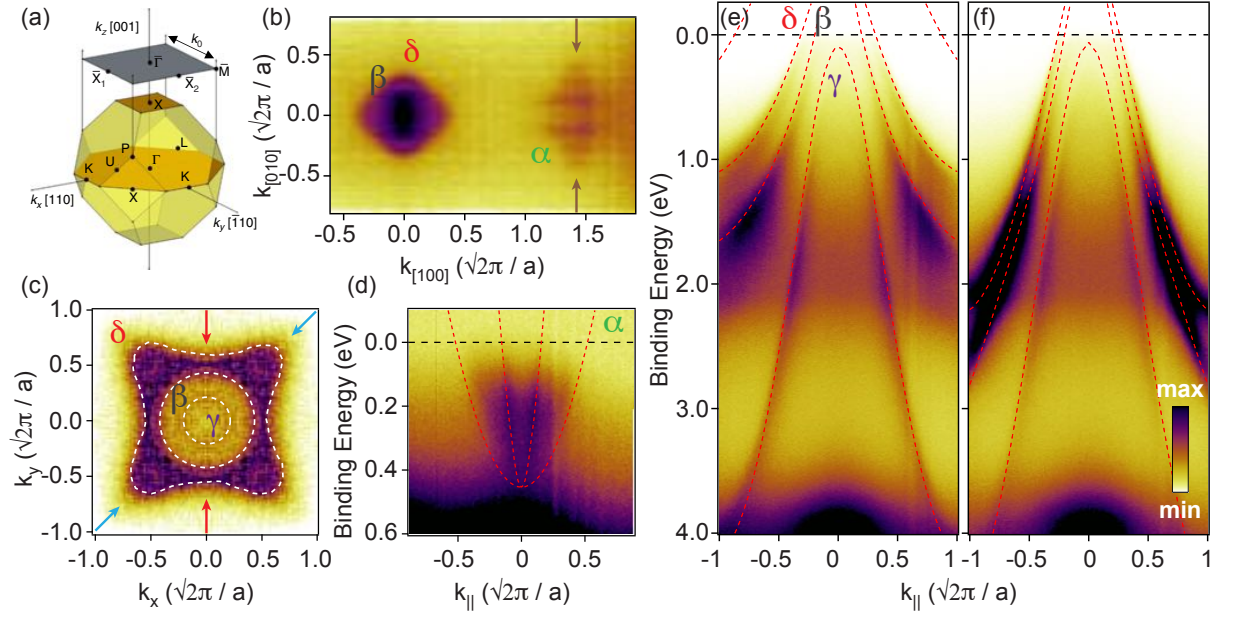 (a)
k_z [001]
k_0
Γ̄
M̄
X̄_1
X̄_2
X
L
P
U
Γ
K
K
X
k_x [110]
k_y [1̄10]
(b)
k_[010] (√2π / a)
0.5
0.0
-0.5
β
δ
α
-0.5
0.0
0.5
1.0
1.5
k_[100] (√2π / a)
(c)
k_y (√2π / a)
1.0
0.5
0.0
-0.5
-1.0
δ
β
γ
-1.0
-0.5
0.0
0.5
1.0
k_x (√2π / a)
(d)
Binding Energy (eV)
0.0
0.2
0.4
0.6
α
-0.5
0
0.5
k_|| (√2π / a)
(e)
Binding Energy (eV)
0.0
1.0
2.0
3.0
4.0
δ
β
γ
-1
-0.5
0
0.5
1
(f)
max
min
-1
-0.5
0
0.5
1
k_|| (√2π / a)